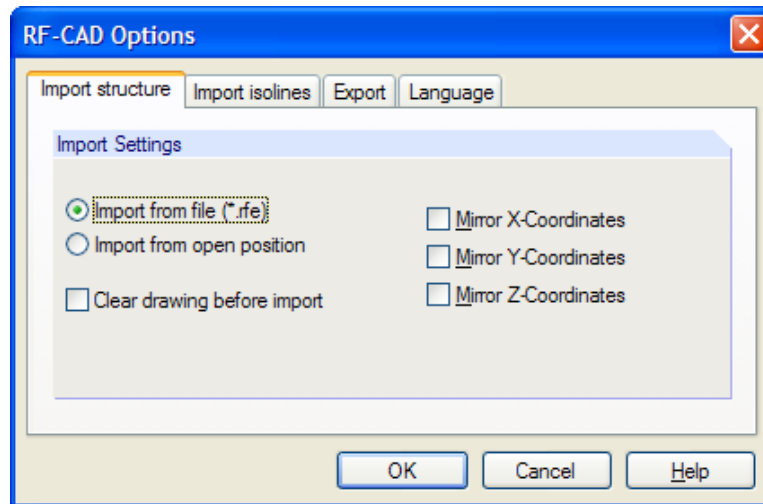 RF-CAD Options
Import structure Import isolines Export Language
Import Settings
Import from file (*.rfe)
Import from open position
Clear drawing before import
Mirror X-Coordinates
Mirror Y-Coordinates
Mirror Z-Coordinates
OK Cancel Help